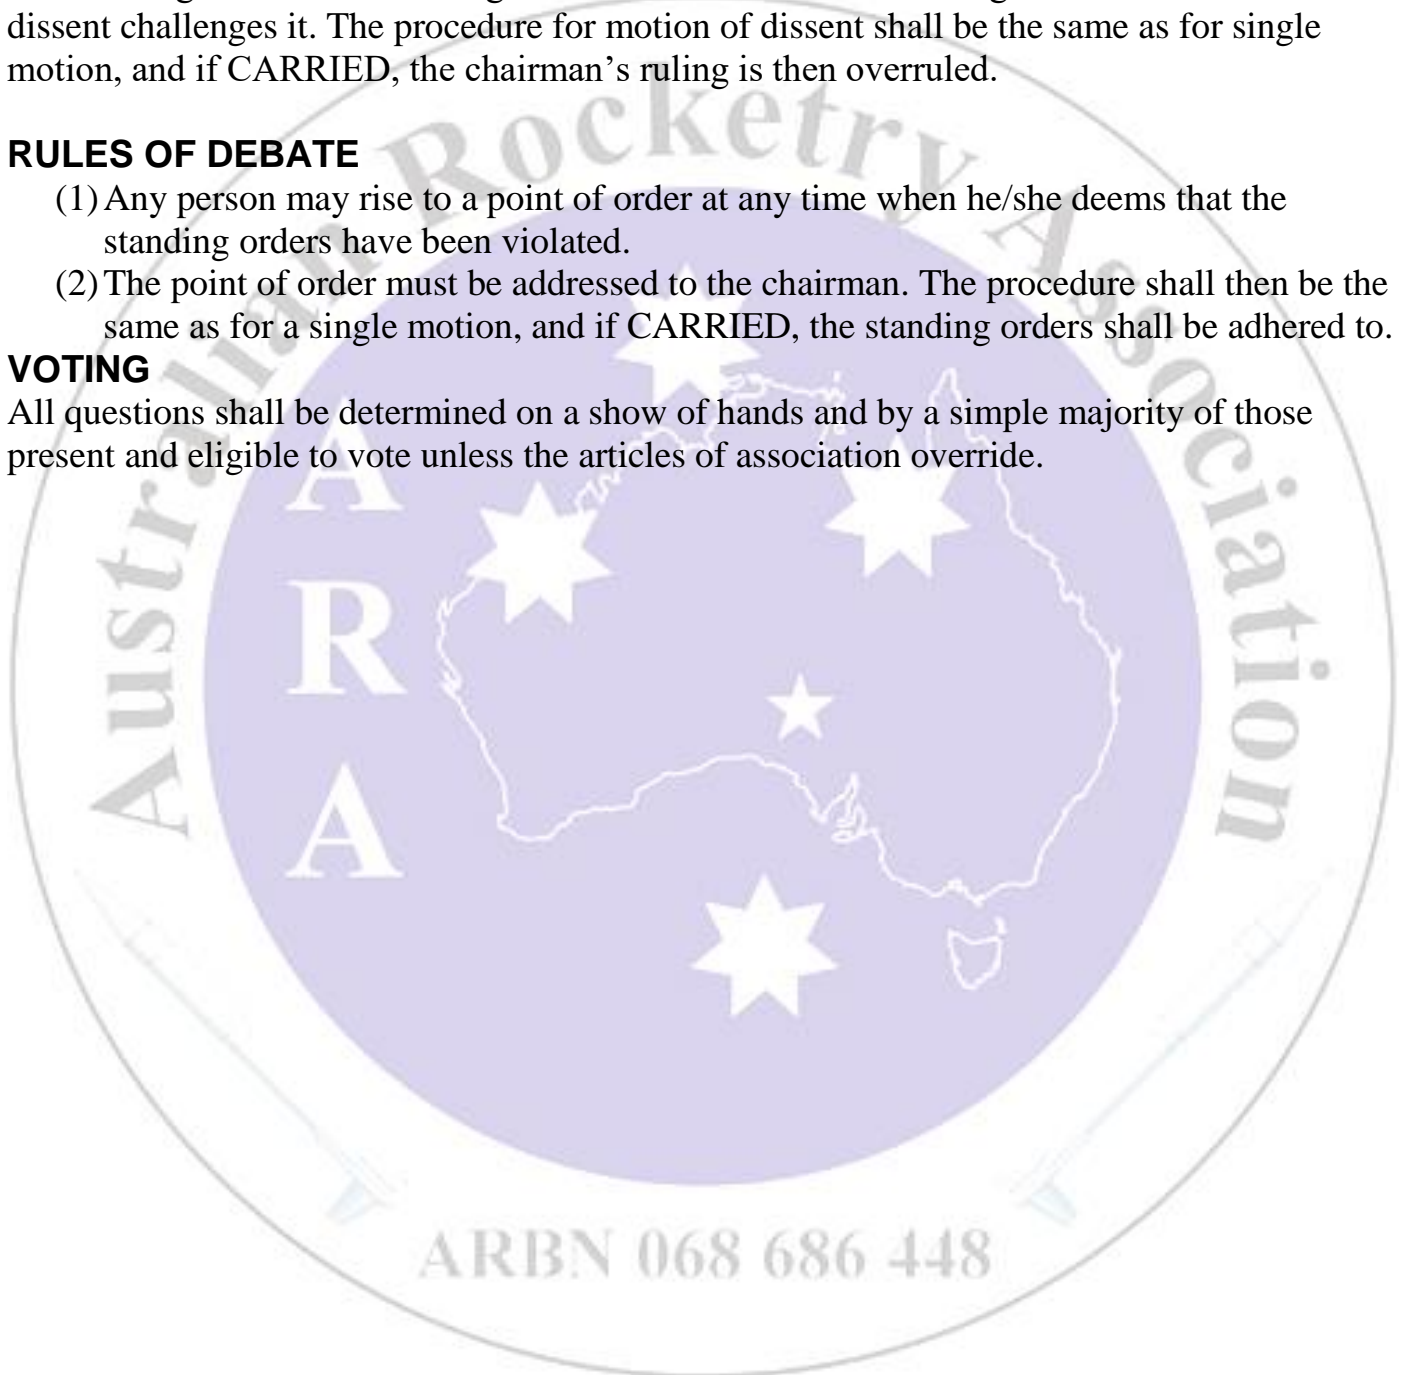 dissent challenges it. The procedure for motion of dissent shall be the same as for single
motion, and if CARRIED, the chairman’s ruling is then overruled.
RULES OF DEBATE
(1) Any person may rise to a point of order at any time when he/she deems that the
standing orders have been violated.
(2) The point of order must be addressed to the chairman. The procedure shall then be the
same as for a single motion, and if CARRIED, the standing orders shall be adhered to.
VOTING
All questions shall be determined on a show of hands and by a simple majority of those
present and eligible to vote unless the articles of association override.
Australian Rocketry Association
A
R
A
ARBN 068 686 448